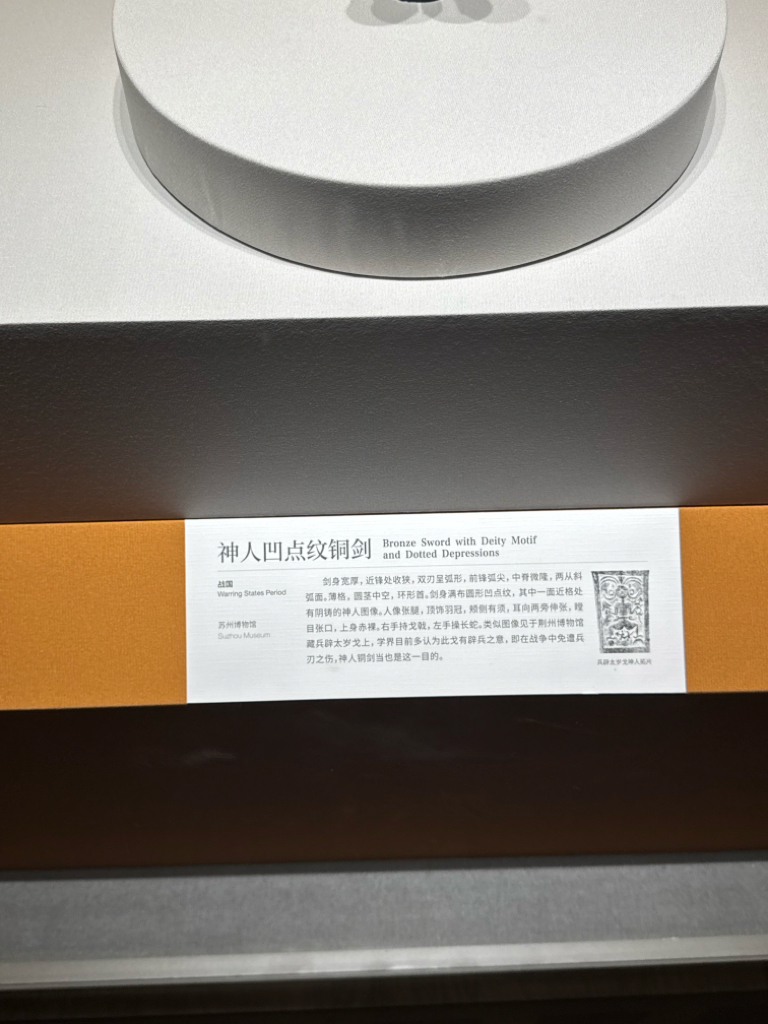 神人凹点纹铜剑
Bronze Sword with Deity Motif
and Dotted Depressions
战国
Warring States Period
苏州博物馆
Suzhou Museum
剑身宽厚，近锋处收狭，双刃呈弧形，前锋弧尖，中脊微隆，两从斜
弧面，薄格，圆茎中空，环形首。剑身满布圆形凹点纹，其中一面近格处
有阴铸的神人图像。人像张腿，顶饰羽冠，颊侧有须，耳向两旁伸张，瞠
目张口，上身赤裸。右手持戈戟，左手操长蛇。类似图像见于荆州博物馆
藏兵辟太岁戈上，学界目前多认为此戈有辟兵之意，即在战争中免遭兵
刃之伤，神人铜剑当也是这一目的。
兵辟太岁戈神人拓片